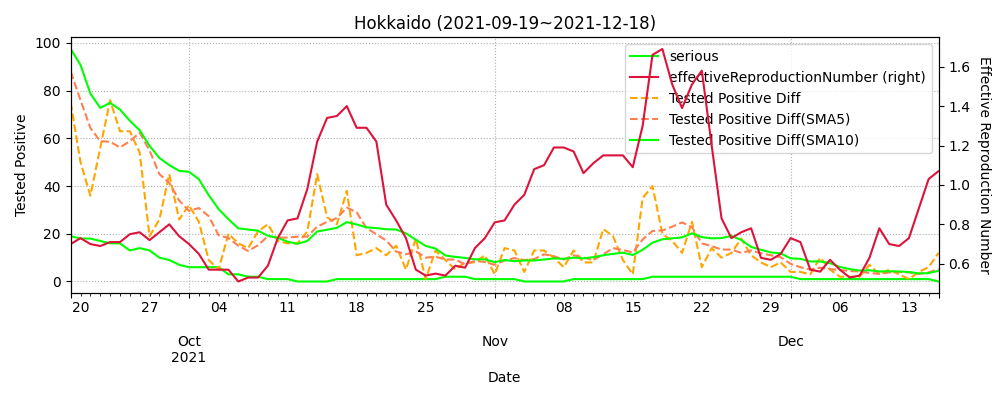 Hokkaido (2021-09-19~2021-12-18)
100
80
60
40
20
0
Tested Positive
1.6
1.4
1.2
1.0
0.8
0.6
Effective Reproduction Number
serious
effectiveReproductionNumber (right)
Tested Positive Diff
Tested Positive Diff(SMA5)
Tested Positive Diff(SMA10)
20 27 04 11 18 25 08 15 22 29 06 13
Oct Nov Dec
2021
Date